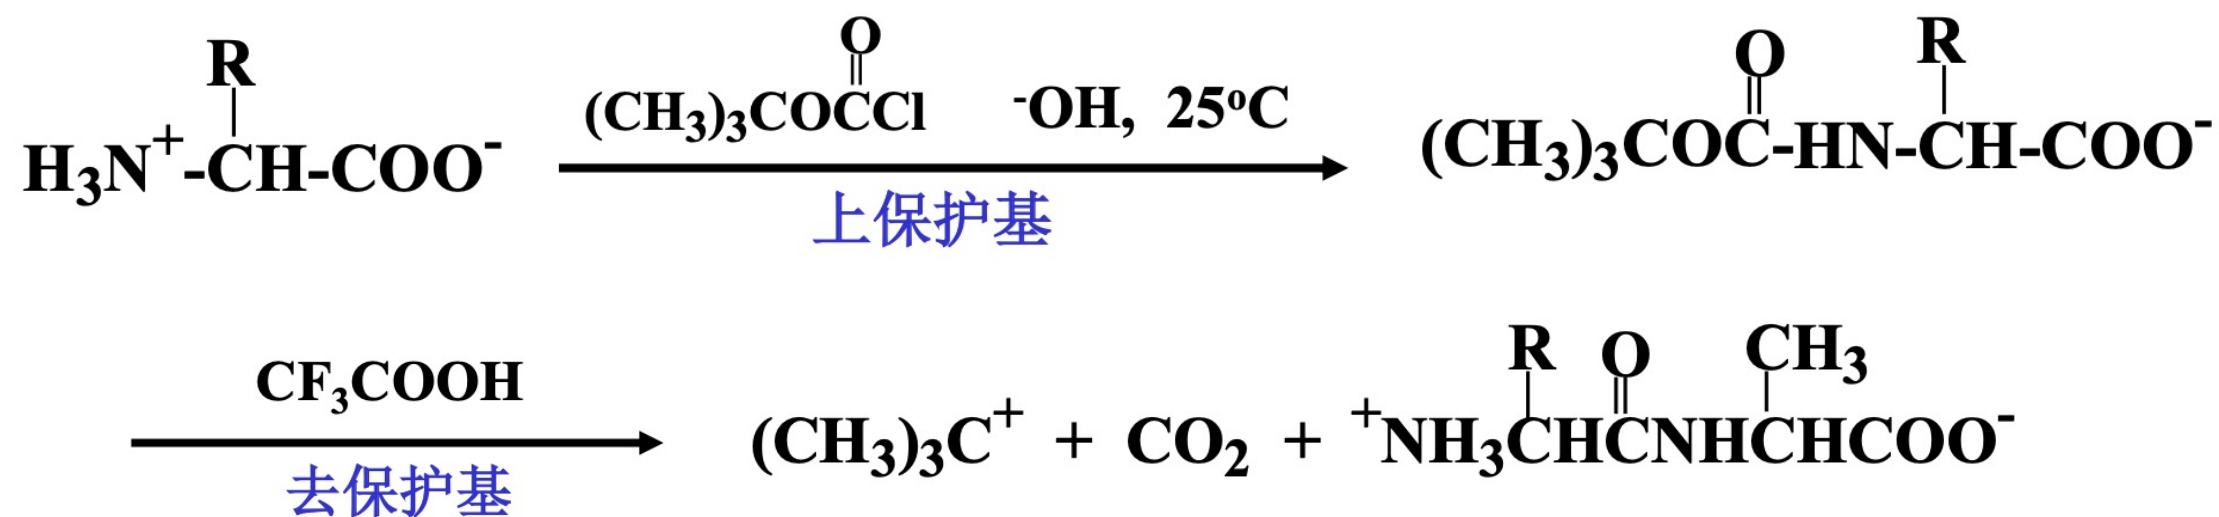 O R
R O
(CH₃)₃COCCl ⁻OH, 25ºC
H₃N⁺-CH-COO⁻ (CH₃)₃COC-HN-CH-COO⁻
上保护基
R O CH₃
CF₃COOH
(CH₃)₃C⁺ + CO₂ + ⁺NH₃CHCNHCHCOO⁻
去保护基